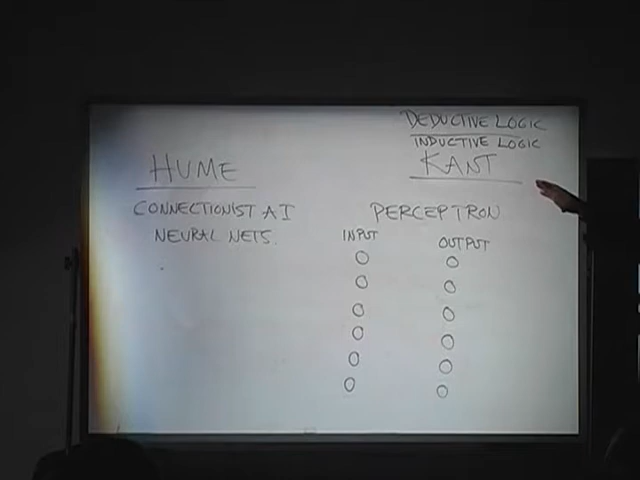 DEDUCTIVE LOGIC
INDUCTIVE LOGIC
HUME
KANT
CONNECTIONIST AI
NEURAL NETS.
PERCEPTRON
INPUT
OUTPUT